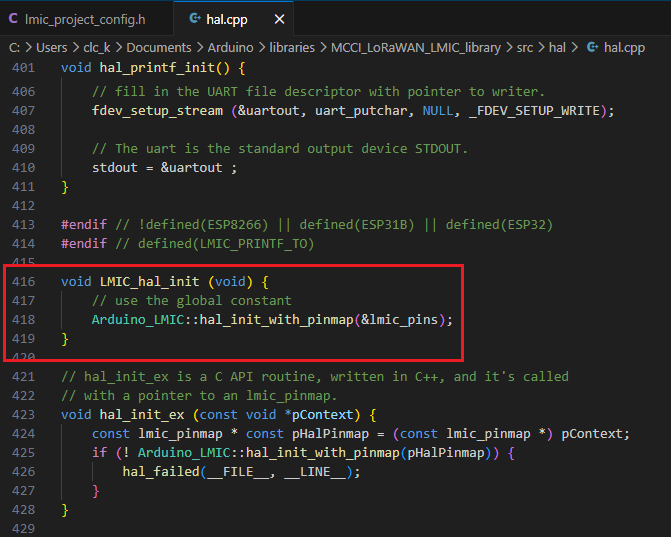 lmic_project_config.h
hal.cpp
C: > Users > clc_k > Documents > Arduino > libraries > MCCI_LoRaWAN_LMIC_library > src > hal > hal.cpp
401 void hal_printf_init() {
406 // fill in the UART file descriptor with pointer to writer.
407 fdev_setup_stream (&uartout, uart_putchar, NULL, _FDEV_SETUP_WRITE);
408
409 // The uart is the standard output device STDOUT.
410 stdout = &uartout ;
411 }
412
413 #endif // !defined(ESP8266) || defined(ESP31B) || defined(ESP32)
414 #endif // defined(LMIC_PRINTF_TO)
415
416 void LMIC_hal_init (void) {
417 // use the global constant
418 Arduino_LMIC::hal_init_with_pinmap(&lmic_pins);
419 }
420
421 // hal_init_ex is a C API routine, written in C++, and it's called
422 // with a pointer to an lmic_pinmap.
423 void hal_init_ex (const void *pContext) {
424 const lmic_pinmap * const pHalPinmap = (const lmic_pinmap *) pContext;
425 if (! Arduino_LMIC::hal_init_with_pinmap(pHalPinmap)) {
426 hal_failed(__FILE__, __LINE__);
427 }
428 }
429